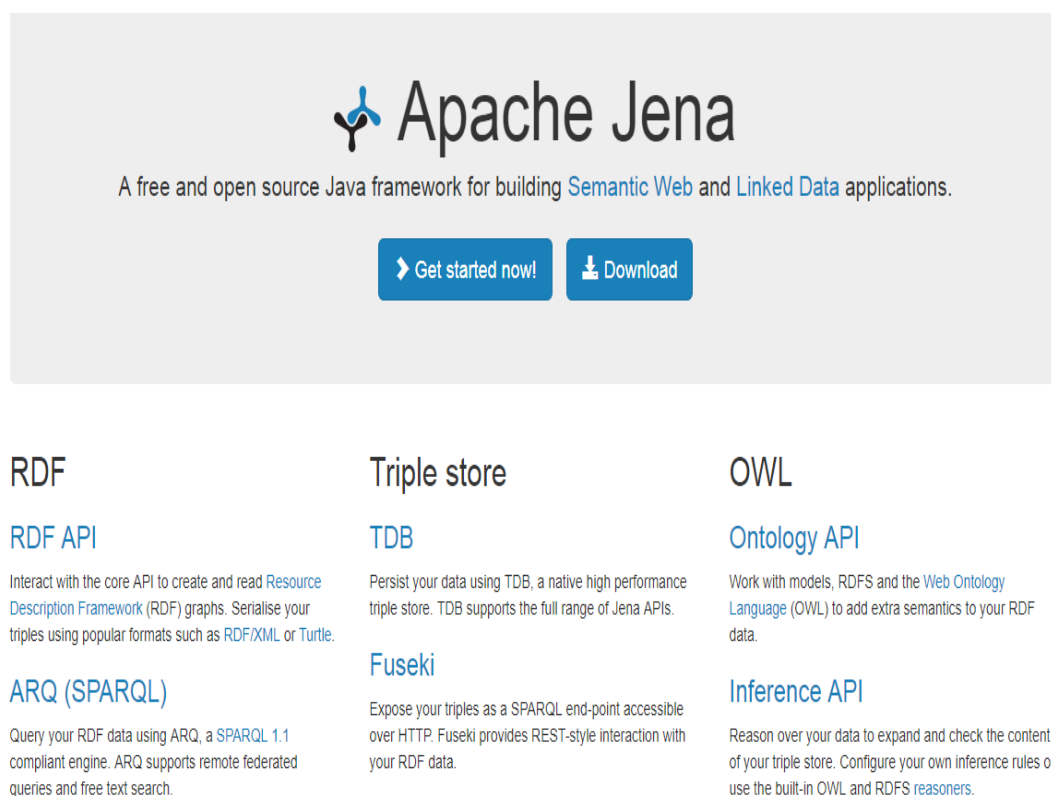 Apache Jena
A free and open source Java framework for building Semantic Web and Linked Data applications.
Get started now!
Download
RDF
RDF API
Interact with the core API to create and read Resource
Description Framework (RDF) graphs. Serialise your
triples using popular formats such as RDF/XML or Turtle.
ARQ (SPARQL)
Query your RDF data using ARQ, a SPARQL 1.1
compliant engine. ARQ supports remote federated
queries and free text search.
Triple store
TDB
Persist your data using TDB, a native high performance
triple store. TDB supports the full range of Jena APIs.
Fuseki
Expose your triples as a SPARQL end-point accessible
over HTTP. Fuseki provides REST-style interaction with
your RDF data.
OWL
Ontology API
Work with models, RDFS and the Web Ontology
Language (OWL) to add extra semantics to your RDF
data.
Inference API
Reason over your data to expand and check the content
of your triple store. Configure your own inference rules o
use the built-in OWL and RDFS reasoners.